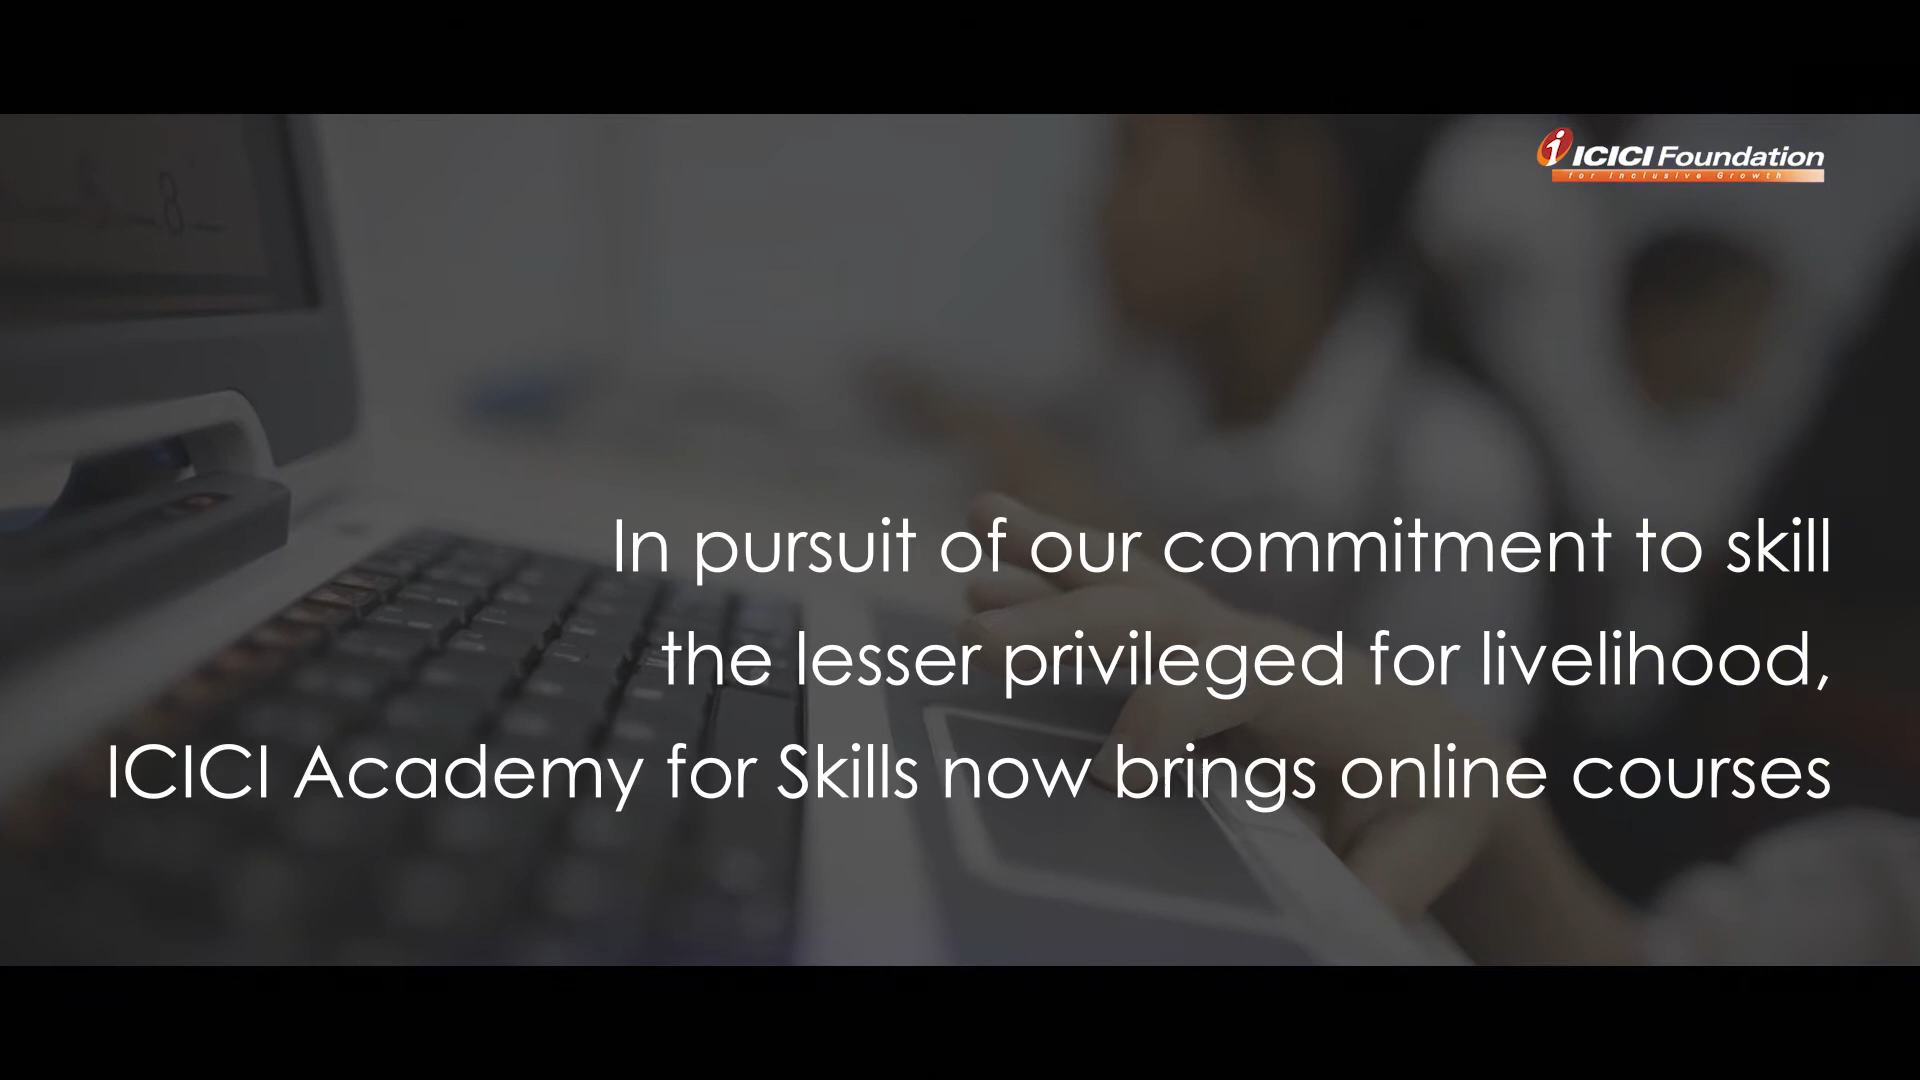 ICICI Foundation
for Inclusive Growth
In pursuit of our commitment to skill
the lesser privileged for livelihood,
ICICI Academy for Skills now brings online courses